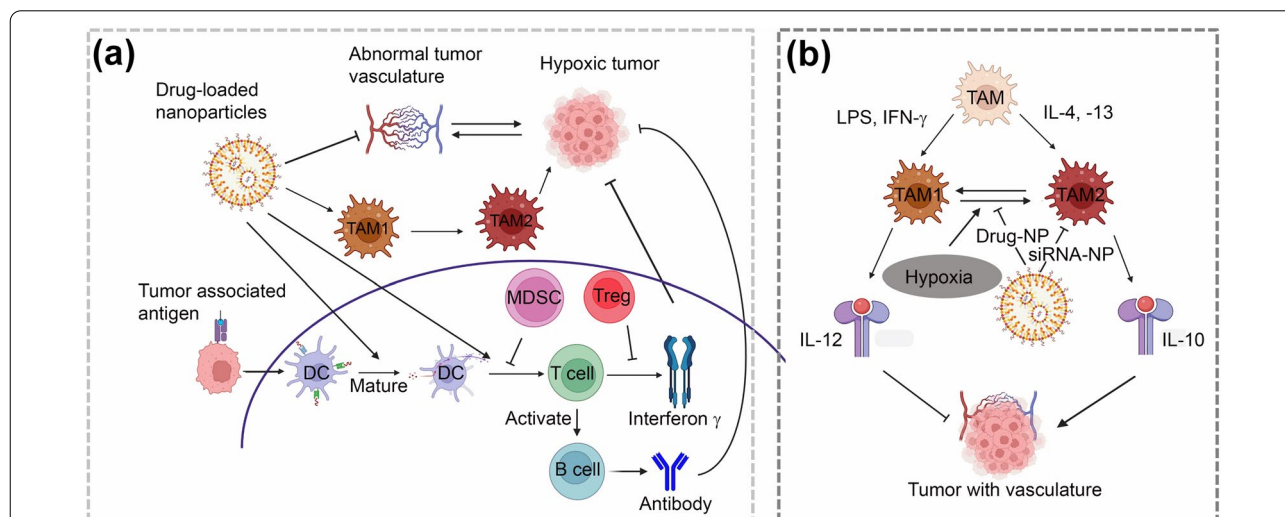 (a)
Abnormal tumor
vasculature
Hypoxic tumor
Drug-loaded
nanoparticles
TAM1
TAM2
Tumor associated
antigen
MDSC
Treg
DC
Mature
DC
T cell
Activate
Interferon γ
B cell
Antibody
(b)
TAM
LPS, IFN-γ
IL-4, -13
TAM1
TAM2
Drug-NP
siRNA-NP
Hypoxia
IL-12
IL-10
Tumor with vasculature